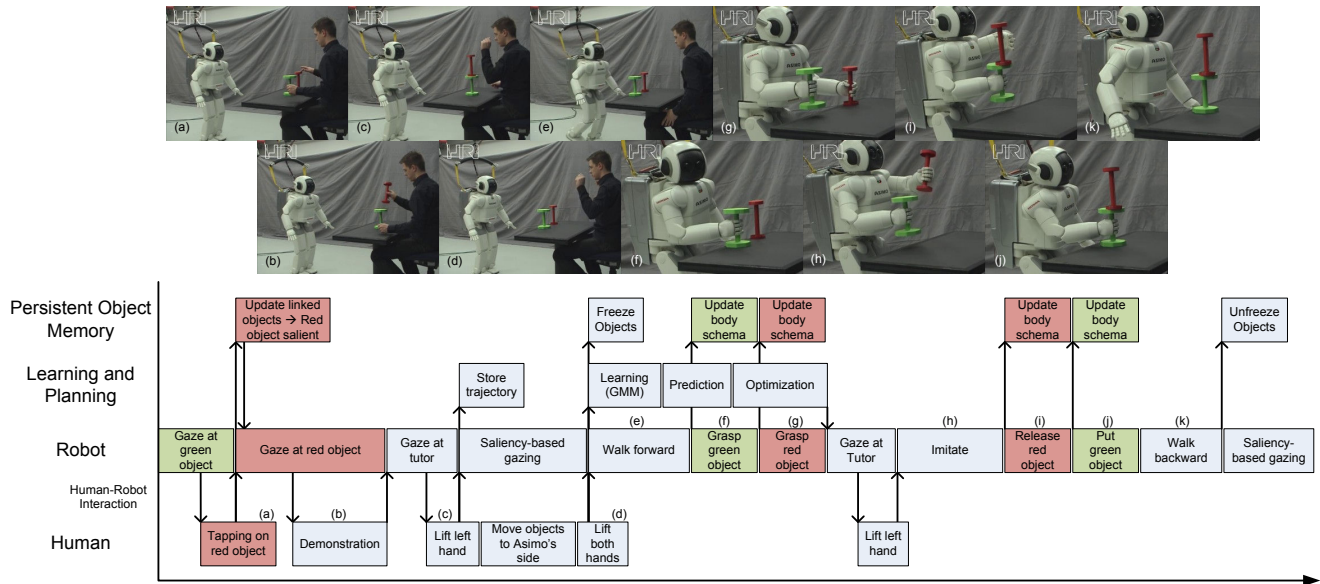 HRI
HRI
HRI
HRI
HRI
HRI
(a)
(c)
(e)
(g)
(i)
(k)
HRI
HRI
HRI
HRI
HRI
(b)
(d)
(f)
(h)
(j)
Persistent Object
Memory
Update linked
objects → Red
object salient
Freeze
Objects
Update
body
schema
Update
body
schema
Update
body
schema
Update
body
schema
Unfreeze
Objects
Learning and
Planning
Store
trajectory
Learning
(GMM)
Prediction
Optimization
(e)
(f)
(g)
(h)
(i)
(j)
(k)
Robot
Gaze at
green
object
Gaze at red object
Gaze at
tutor
Saliency-based
gazing
Walk forward
Grasp
green
object
Grasp
red
object
Gaze at
Tutor
Imitate
Release
red
object
Put
green
object
Walk
backward
Saliency-
based gazing
Human-Robot
Interaction
Human
(a)
Tapping on
red object
(b)
Demonstration
(c)
Lift left
hand
Move objects
to Asimo's
side
(d)
Lift
both
hands
Lift left
hand